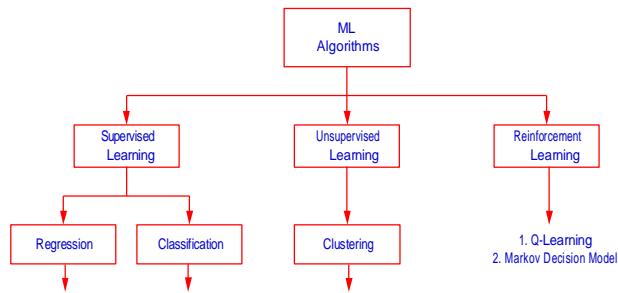 ML
Algorithms
Supervised
Learning
Unsupervised
Learning
Reinforcement
Learning
Regression
Classification
Clustering
1. Q-Learning
2. Markov Decision Model